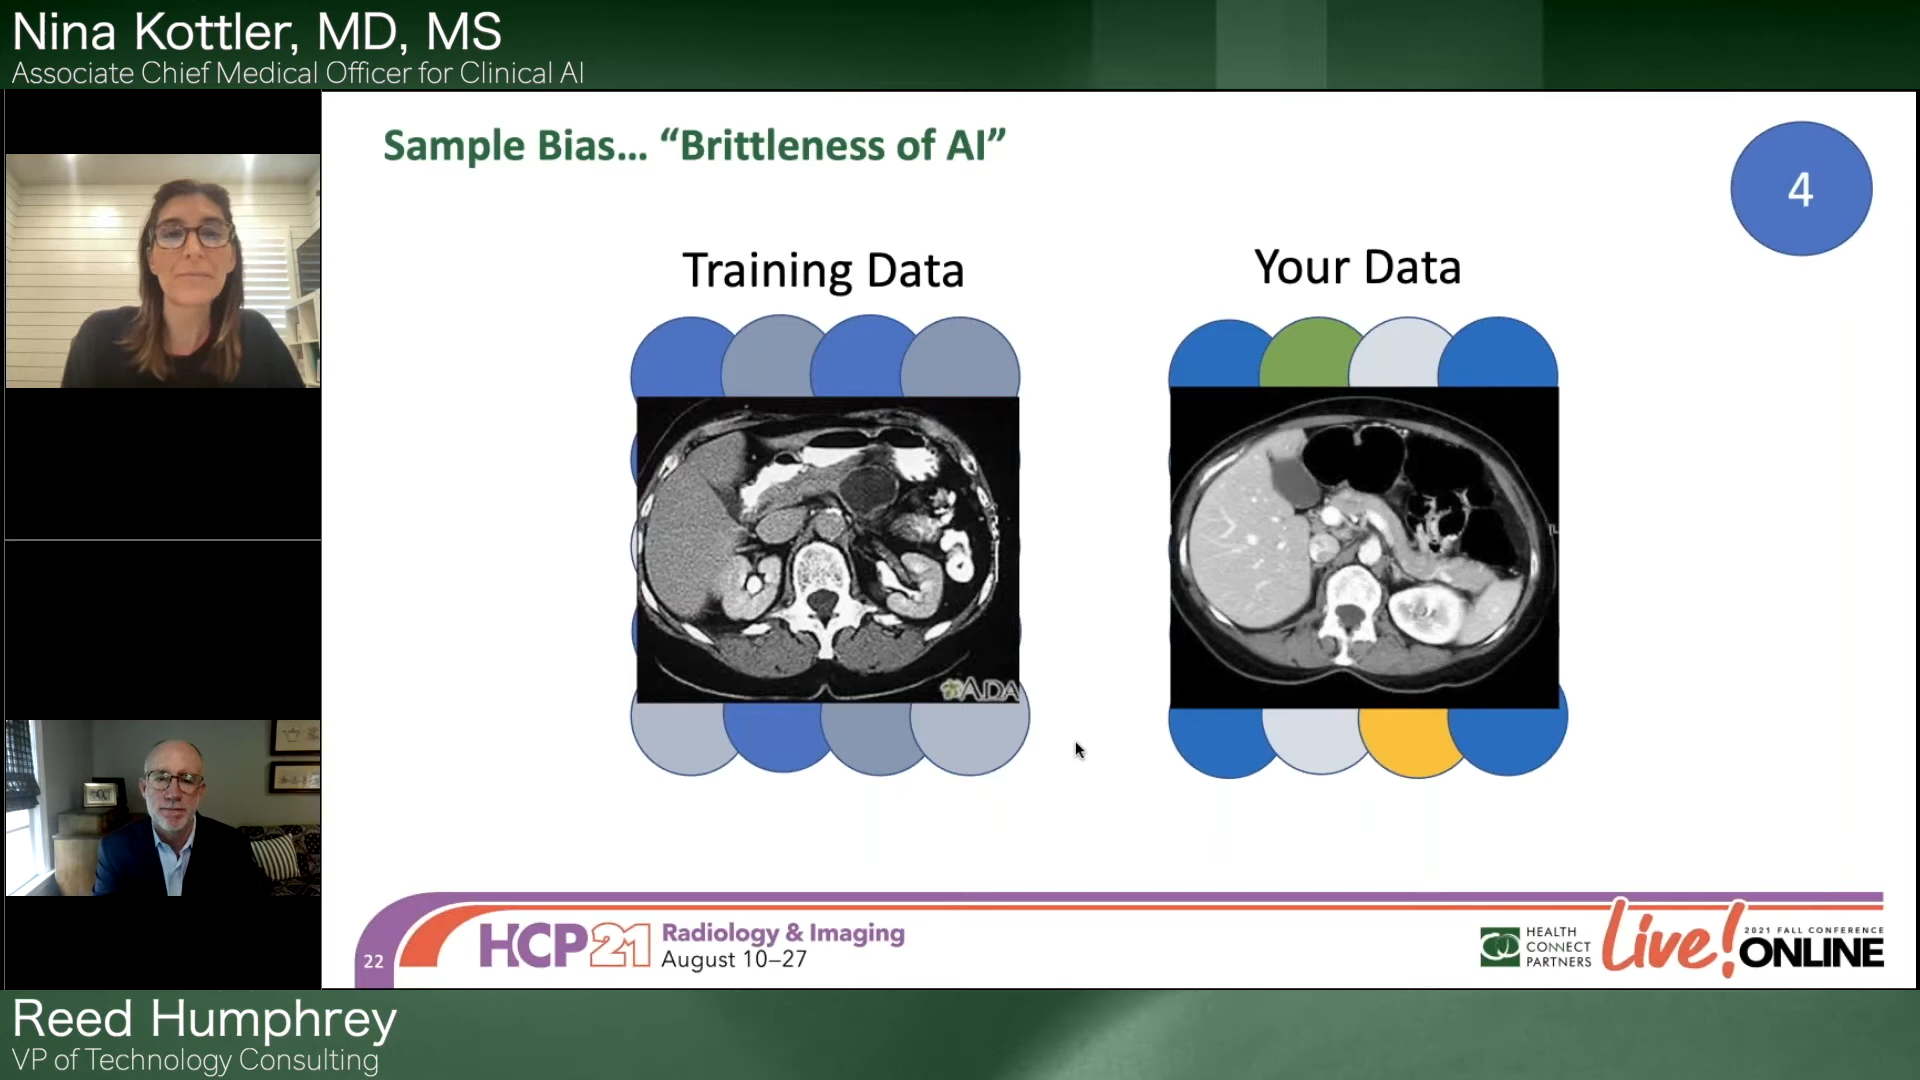 Nina Kottler, MD, MS
Associate Chief Medical Officer for Clinical AI
Sample Bias... “Brittleness of AI”
4
Training Data
Your Data
ADA
22
HCP21
Radiology & Imaging
August 10–27
HEALTH
CONNECT
PARTNERS
Live!
2021 FALL CONFERENCE
ONLINE
Reed Humphrey
VP of Technology Consulting